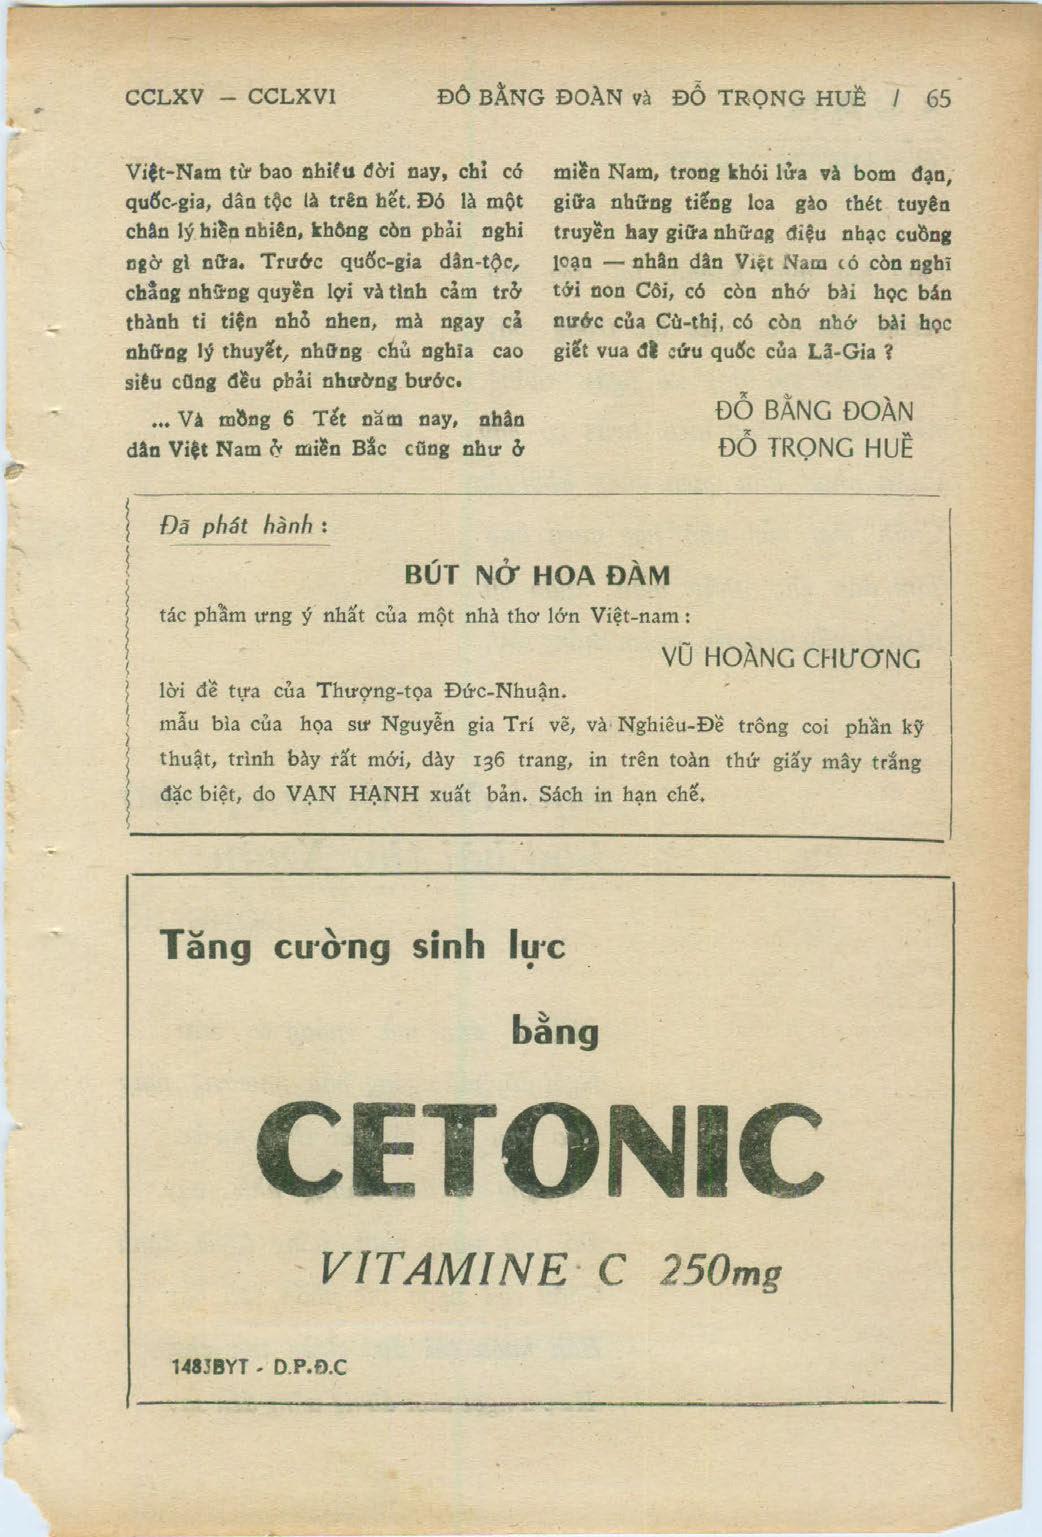 CCLXV — CCLXVI ĐỖ BẰNG ĐOÀN và ĐỖ TRỌNG HUỀ / 65
Việt-Nam từ bao nhiêu đời nay, chỉ có
quốc-gia, dân tộc là trên hết. Đó là một
chân lý hiền nhiên, không còn phải nghi
ngờ gì nữa. Trước quốc-gia dân-tộc,
chẳng những quyền lợi và tình cảm trở
thành ti tiện nhỏ nhen, mà ngay cả
những lý thuyết, những chủ nghĩa cao
siêu cũng đều phải nhường bước.
... Và mồng 6 Tết năm nay, nhân
dân Việt Nam ở miền Bắc cũng như ở
miền Nam, trong khói lửa và bom đạn,
giữa những tiếng loa gào thét tuyên
truyền hay giữa những điệu nhạc cuồng
loạn — nhân dân Việt Nam có còn nghĩ
tới non Côi, có còn nhớ bài học bán
nước của Cù-thị, có còn nhớ bài học
giết vua để cứu quốc của Lã-Gia ?
ĐỖ BẰNG ĐOÀN
ĐỖ TRỌNG HUỀ
Đã phát hành :
BÚT NỞ HOA ĐÀM
tác phẩm ưng ý nhất của một nhà thơ lớn Việt-nam :
VŨ HOÀNG CHƯƠNG
lời đề tựa của Thượng-tọa Đức-Nhuận.
mẫu bìa của họa sư Nguyễn gia Trí vẽ, và Nghiêu-Đề trông coi phần kỹ
thuật, trình bày rất mới, dày 136 trang, in trên toàn thứ giấy mây trắng
đặc biệt, do VẠN HẠNH xuất bản. Sách in hạn chế.
Tăng cường sinh lực
bằng
CETONIC
VITAMINE C 250mg
1483BYT - D.P.Đ.C